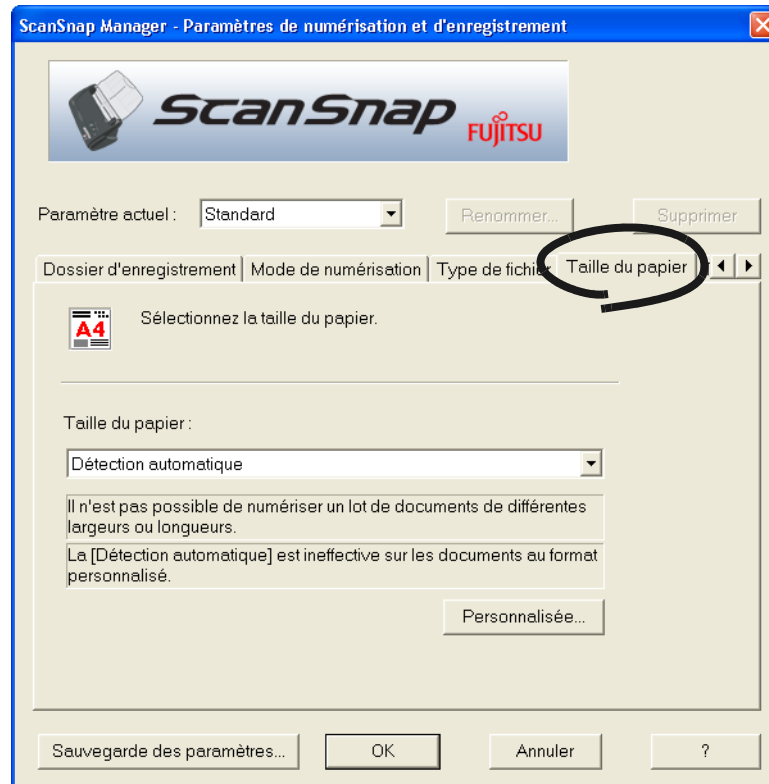 ScanSnap Manager - Paramètres de numérisation et d'enregistrement
ScanSnap
FUJITSU
Paramètre actuel : Standard Renommer... Supprimer
Dossier d'enregistrement Mode de numérisation Type de fichier Taille du papier
A4
Sélectionnez la taille du papier.
Taille du papier :
Détection automatique
Il n'est pas possible de numériser un lot de documents de différentes
largeurs ou longueurs.
La [Détection automatique] est ineffective sur les documents au format
personnalisé.
Personnalisée...
Sauvegarde des paramètres... OK Annuler ?